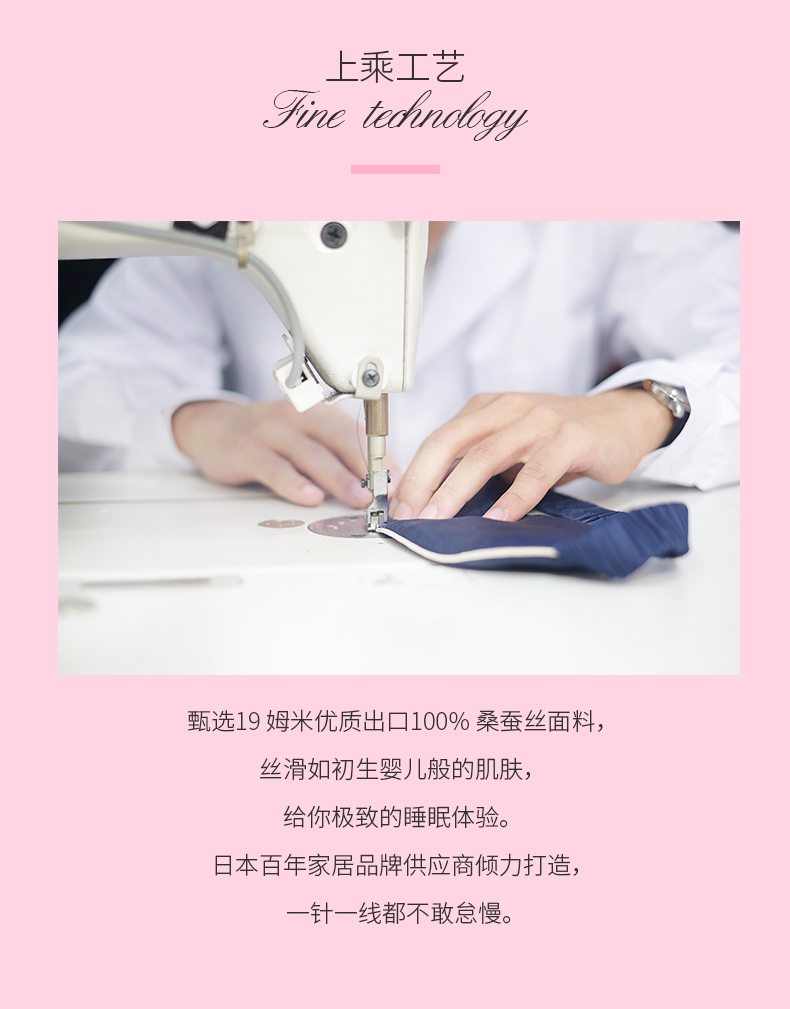 上乘工艺
Fine technology
甄选19 姆米优质出口100% 桑蚕丝面料，
丝滑如初生婴儿般的肌肤，
给你极致的睡眠体验。
日本百年家居品牌供应商倾力打造，
一针一线都不敢怠慢。